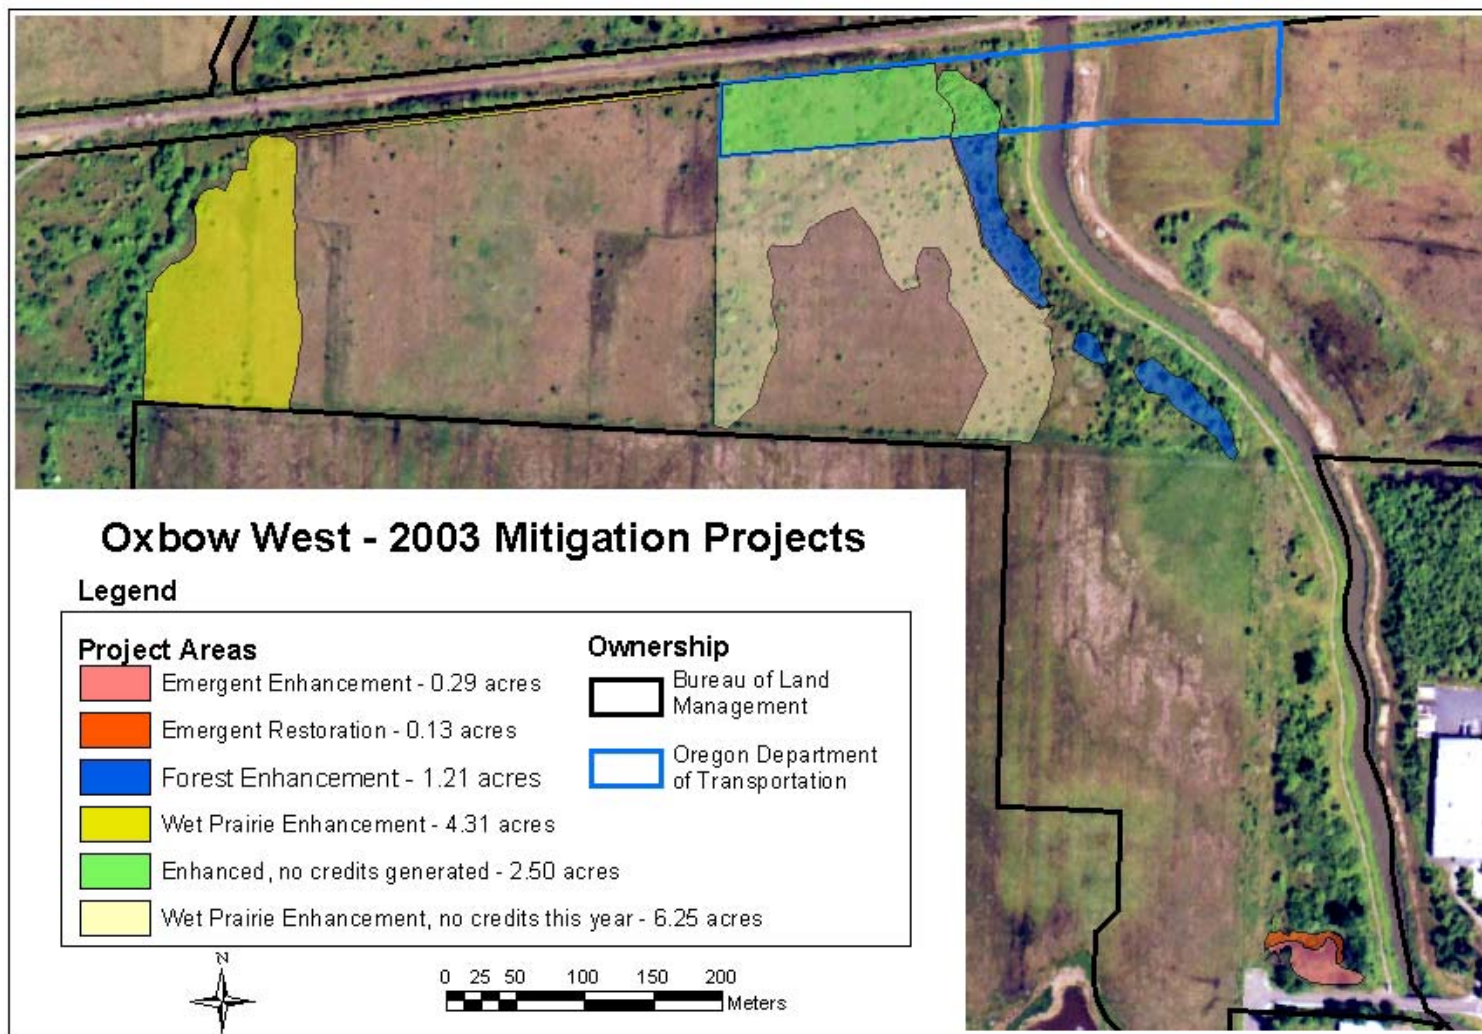 Oxbow West - 2003 Mitigation Projects
Legend
Project Areas
Emergent Enhancement - 0.29 acres
Emergent Restoration - 0.13 acres
Forest Enhancement - 1.21 acres
Wet Prairie Enhancement - 4.31 acres
Enhanced, no credits generated - 2.50 acres
Wet Prairie Enhancement, no credits this year - 6.25 acres
Ownership
Bureau of Land
Management
Oregon Department
of Transportation
N
0 25 50 100 150 200
Meters